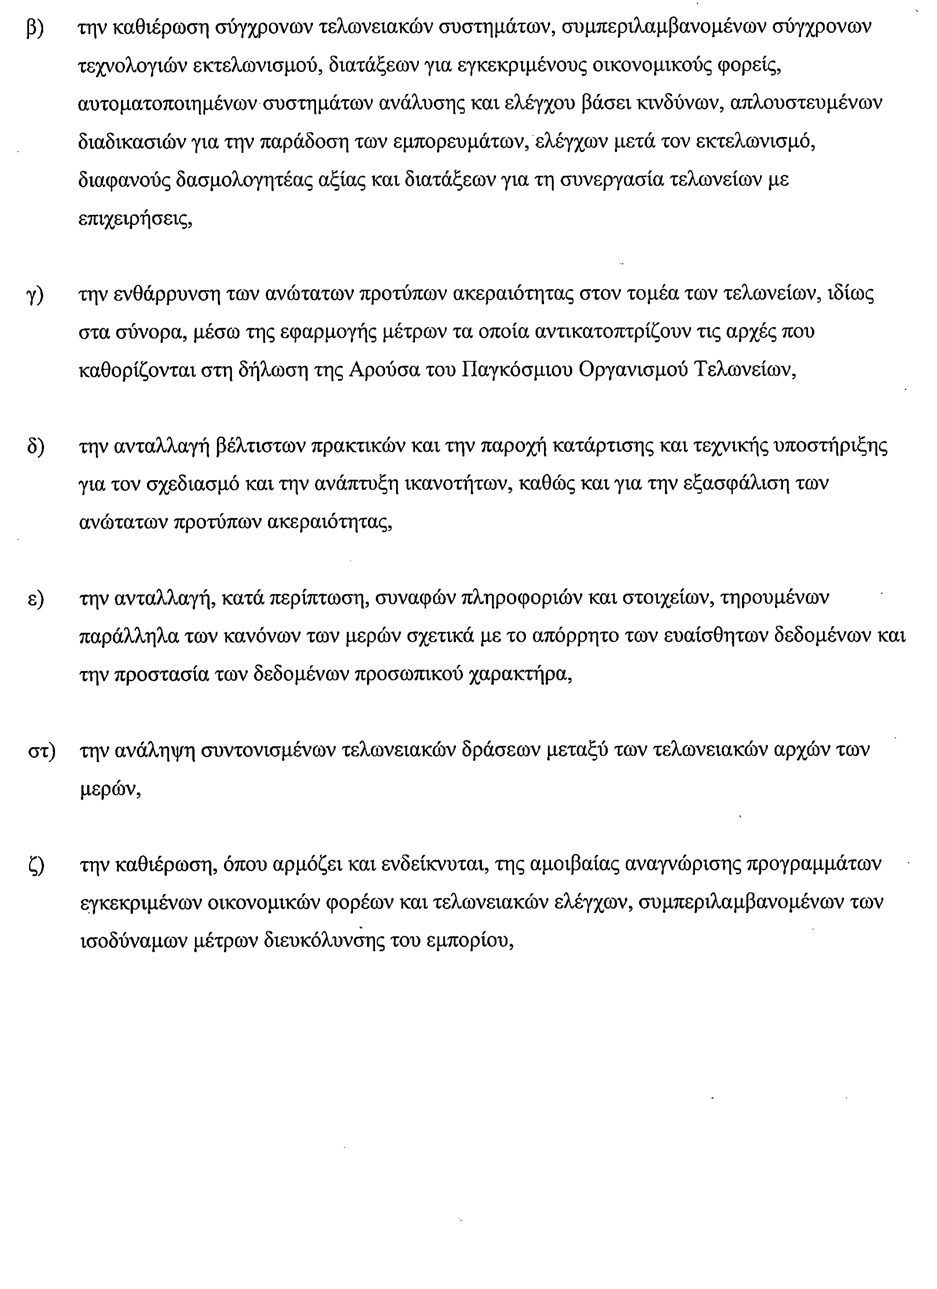 β) την καθιέρωση σύγχρονων τελωνειακών συστημάτων, συμπεριλαμβανομένων σύγχρονων
τεχνολογιών εκτελωνισμού, διατάξεων για εγκεκριμένους οικονομικούς φορείς,
αυτοματοποιημένων συστημάτων ανάλυσης και ελέγχου βάσει κινδύνων, απλουστευμένων
διαδικασιών για την παράδοση των εμπορευμάτων, ελέγχων μετά τον εκτελωνισμό,
διαφανούς δασμολογητέας αξίας και διατάξεων για τη συνεργασία τελωνείων με
επιχειρήσεις,
γ) την ενθάρρυνση των ανώτατων προτύπων ακεραιότητας στον τομέα των τελωνείων, ιδίως
στα σύνορα, μέσω της εφαρμογής μέτρων τα οποία αντικατοπτρίζουν τις αρχές που
καθορίζονται στη δήλωση της Αρούσα του Παγκόσμιου Οργανισμού Τελωνείων,
δ) την ανταλλαγή βέλτιστων πρακτικών και την παροχή κατάρτισης και τεχνικής υποστήριξης
για τον σχεδιασμό και την ανάπτυξη ικανοτήτων, καθώς και για την εξασφάλιση των
ανώτατων προτύπων ακεραιότητας,
ε) την ανταλλαγή, κατά περίπτωση, συναφών πληροφοριών και στοιχείων, τηρουμένων
παράλληλα των κανόνων των μερών σχετικά με το απόρρητο των ευαίσθητων δεδομένων και
την προστασία των δεδομένων προσωπικού χαρακτήρα,
στ) την ανάληψη συντονισμένων τελωνειακών δράσεων μεταξύ των τελωνειακών αρχών των
μερών,
ζ) την καθιέρωση, όπου αρμόζει και ενδείκνυται, της αμοιβαίας αναγνώρισης προγραμμάτων
εγκεκριμένων οικονομικών φορέων και τελωνειακών ελέγχων, συμπεριλαμβανομένων των
ισοδύναμων μέτρων διευκόλυνσης του εμπορίου,